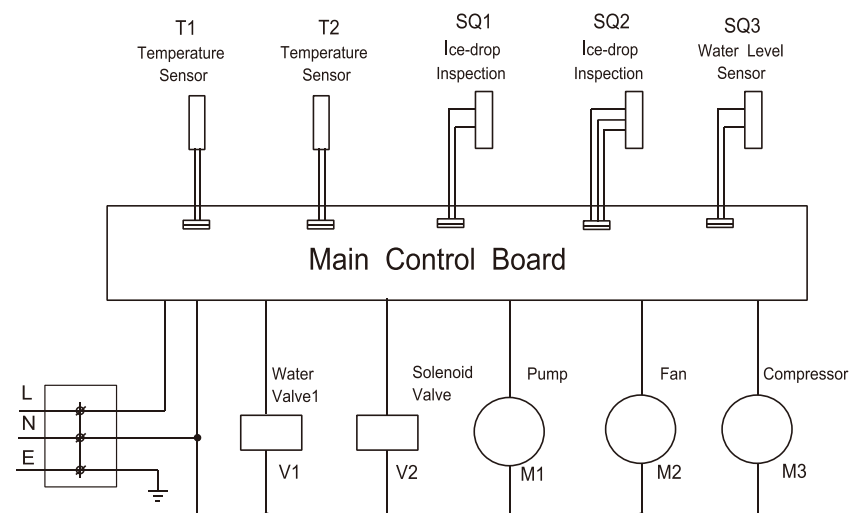 T1
Temperature
Sensor
T2
Temperature
Sensor
SQ1
Ice-drop
Inspection
SQ2
Ice-drop
Inspection
SQ3
Water Level
Sensor
Main Control Board
L
N
E
Water
Valve1
V1
Solenoid
Valve
V2
Pump
M1
Fan
M2
Compressor
M3